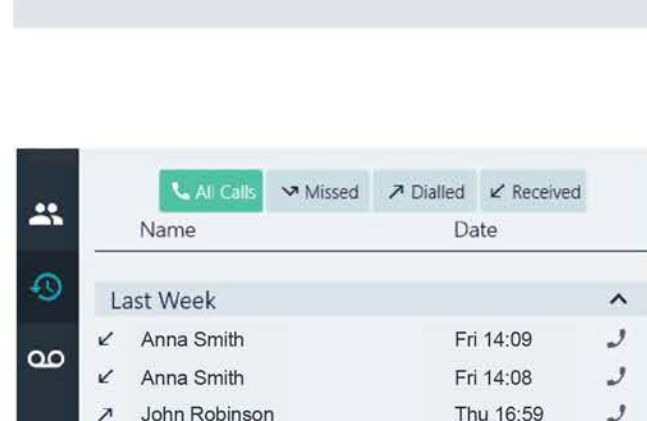 All Calls Missed Dialled Received
Name Date
Last Week
Anna Smith Fri 14:09
Anna Smith Fri 14:08
John Robinson Thu 16:59